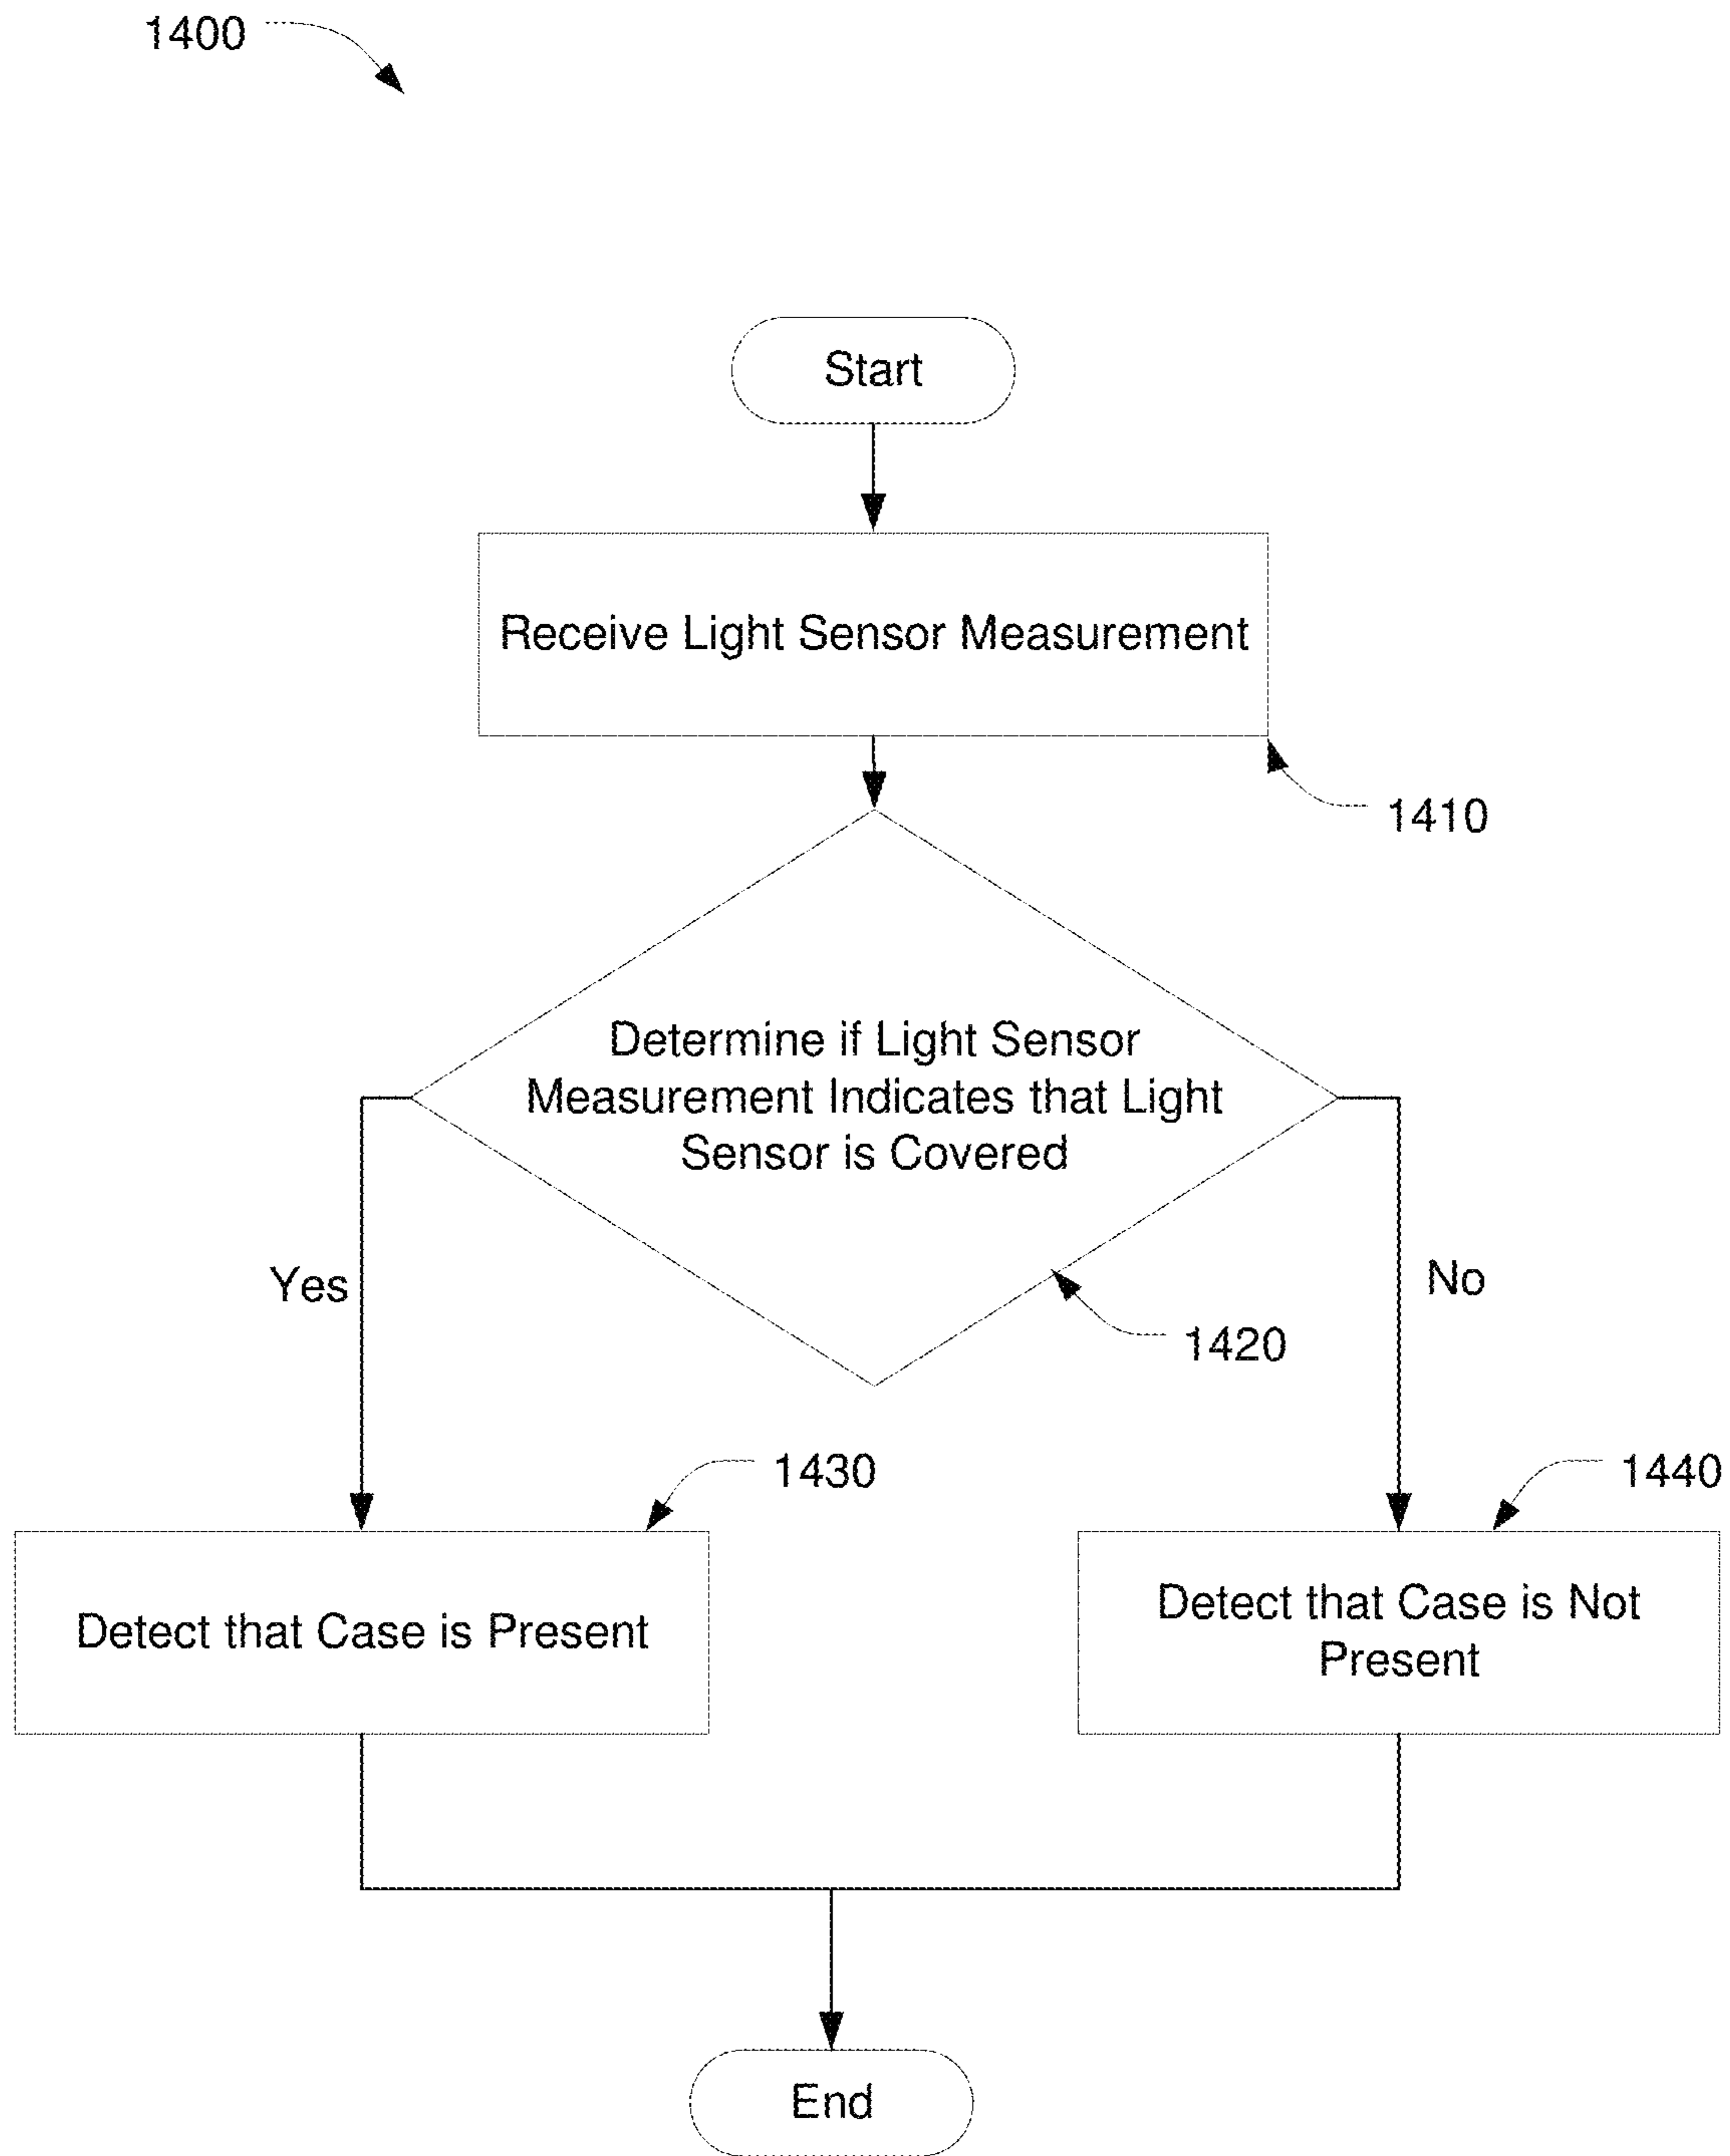 1400
Start
Receive Light Sensor Measurement
1410
Determine if Light Sensor
Measurement Indicates that Light
Sensor is Covered
Yes
No
1420
1430
1440
Detect that Case is Present
Detect that Case is Not
Present
End